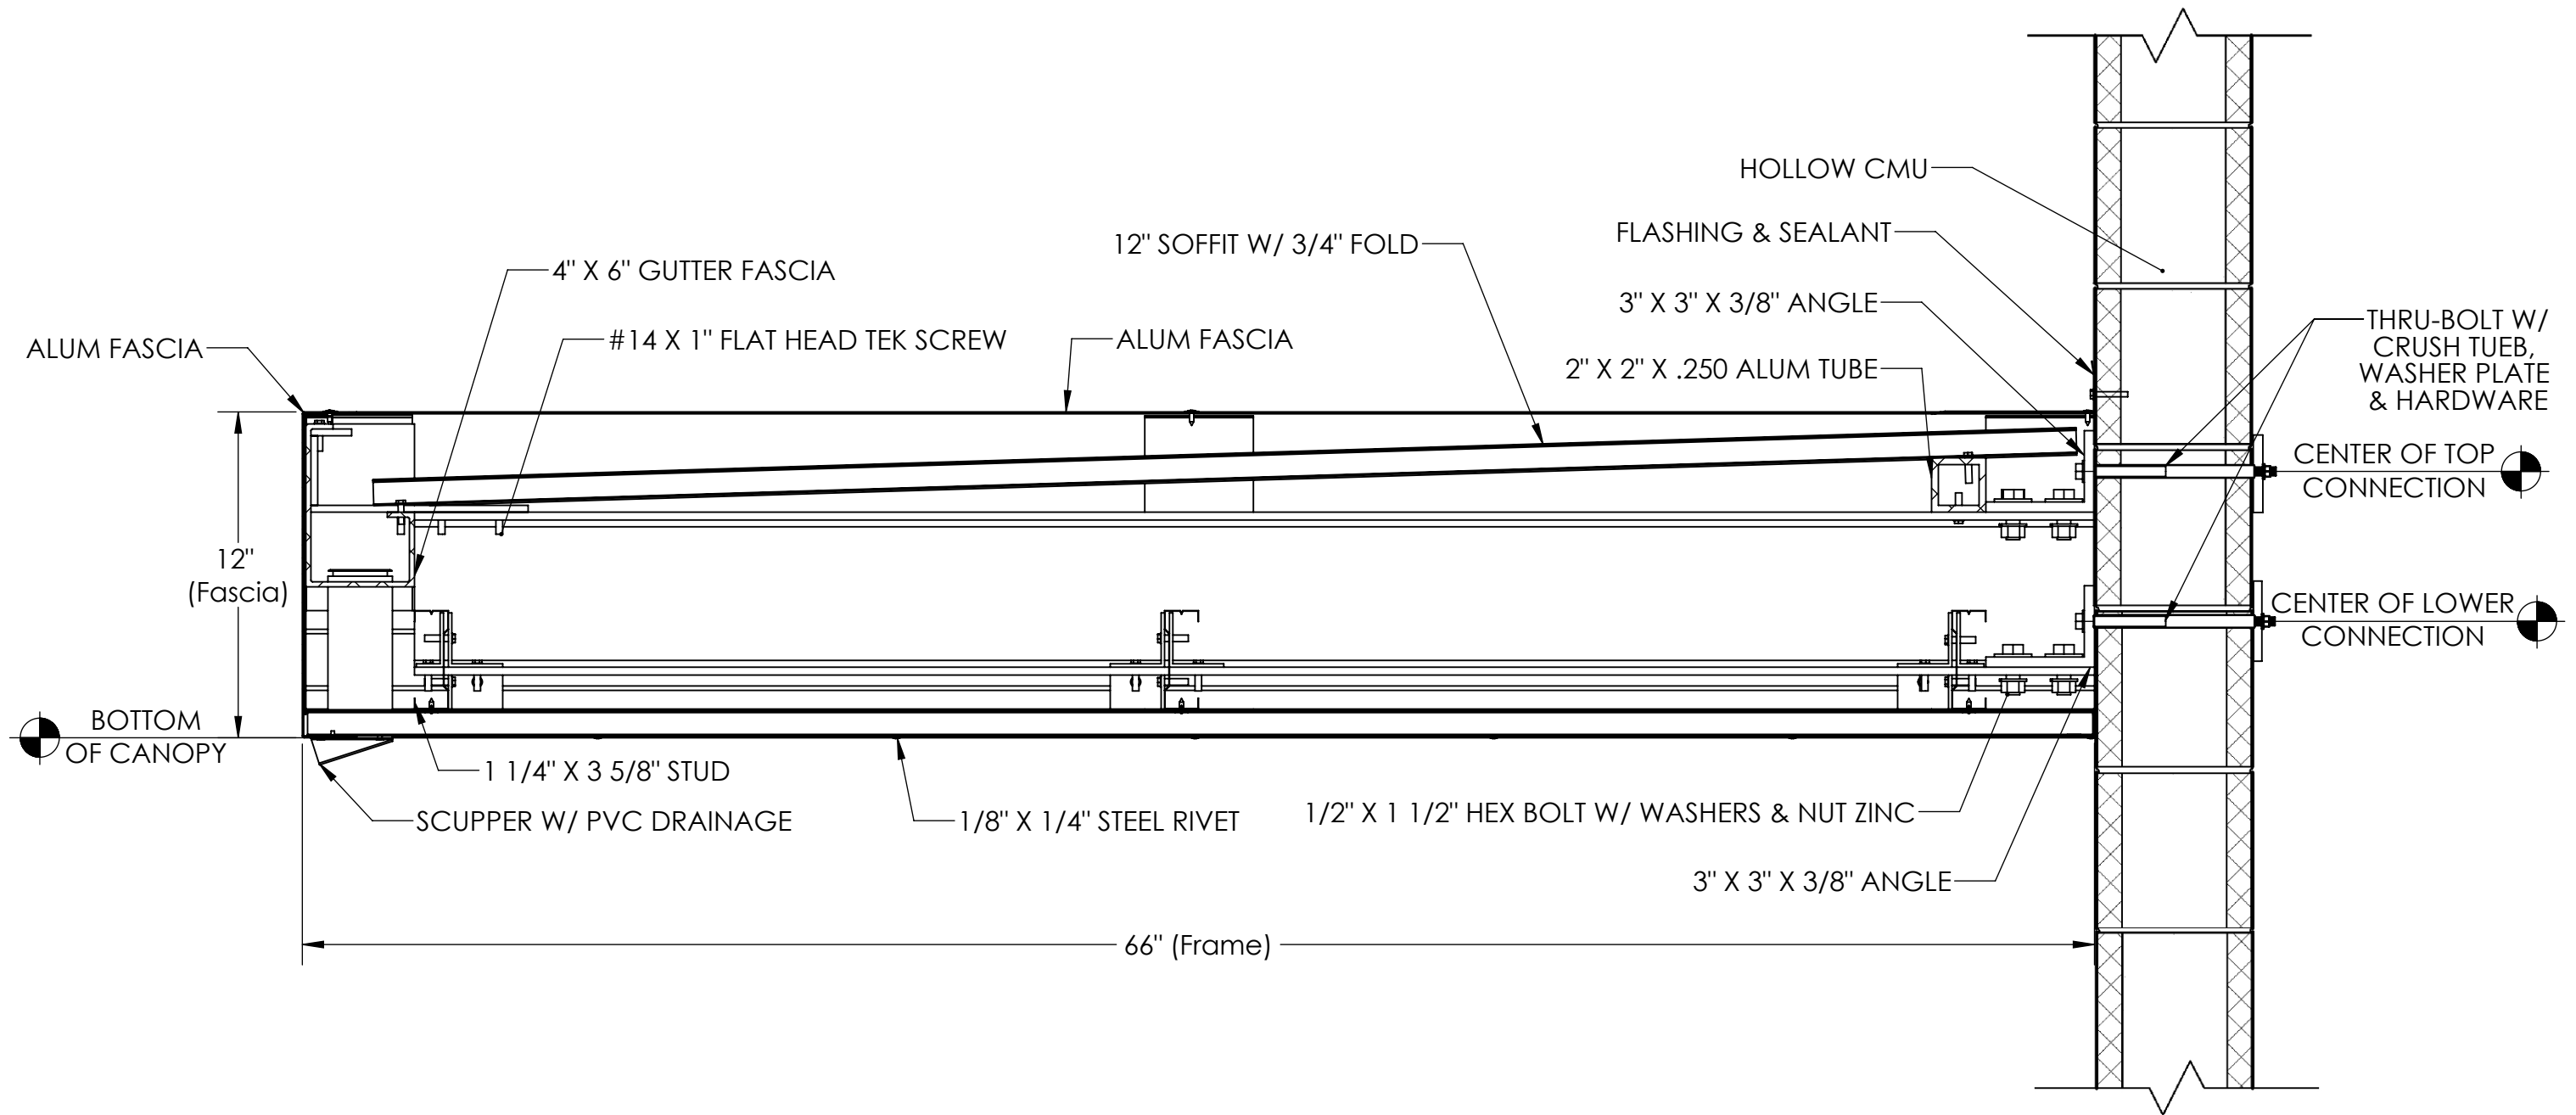 HOLLOW CMU
FLASHING & SEALANT
12" SOFFIT W/ 3/4" FOLD
4" X 6" GUTTER FASCIA
3" X 3" X 3/8" ANGLE
THRU-BOLT W/
CRUSH TUEB,
WASHER PLATE
& HARDWARE
#14 X 1" FLAT HEAD TEK SCREW
ALUM FASCIA
ALUM FASCIA
2" X 2" X .250 ALUM TUBE
CENTER OF TOP
CONNECTION
12"
(Fascia)
CENTER OF LOWER
CONNECTION
BOTTOM
OF CANOPY
1 1/4" X 3 5/8" STUD
SCUPPER W/ PVC DRAINAGE
1/8" X 1/4" STEEL RIVET
1/2" X 1 1/2" HEX BOLT W/ WASHERS & NUT ZINC
3" X 3" X 3/8" ANGLE
66" (Frame)